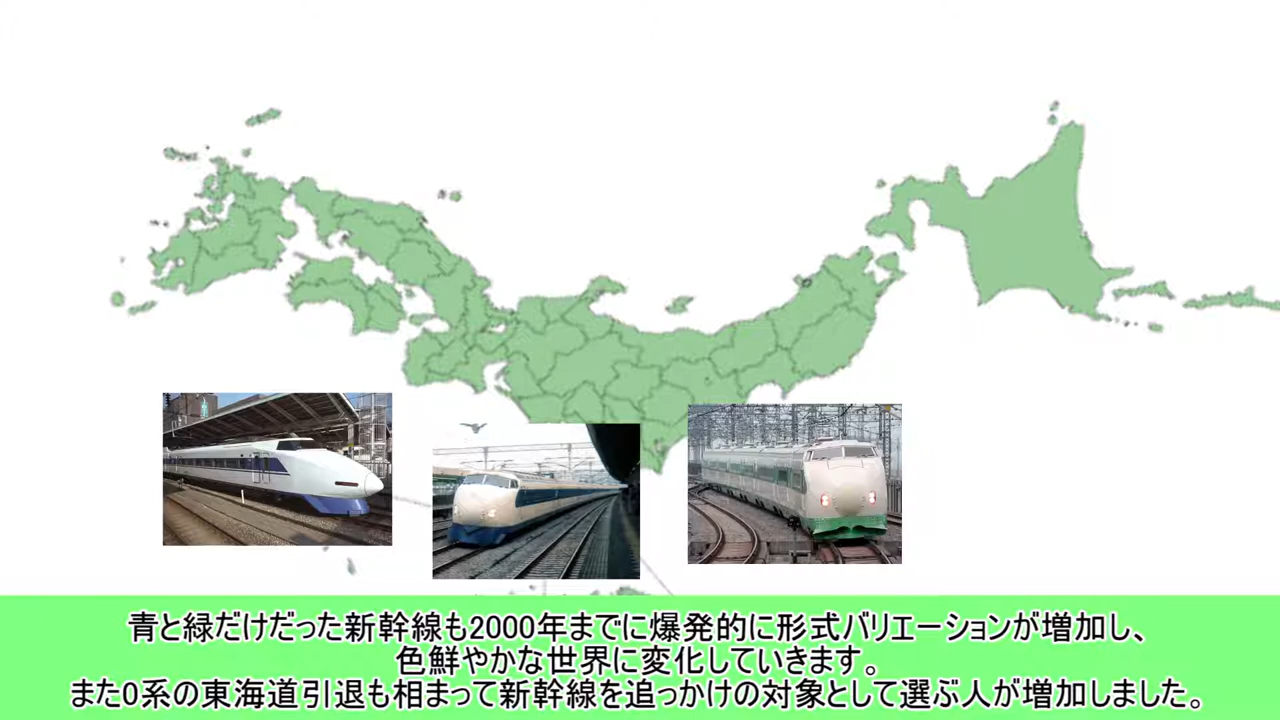 青と緑だけだった新幹線も2000年までに爆発的に形式バリエーションが増加し、
色鮮やかな世界に変化していきます。
また0系の東海道引退も相まって新幹線を追っかけの対象として選ぶ人が増加しました。